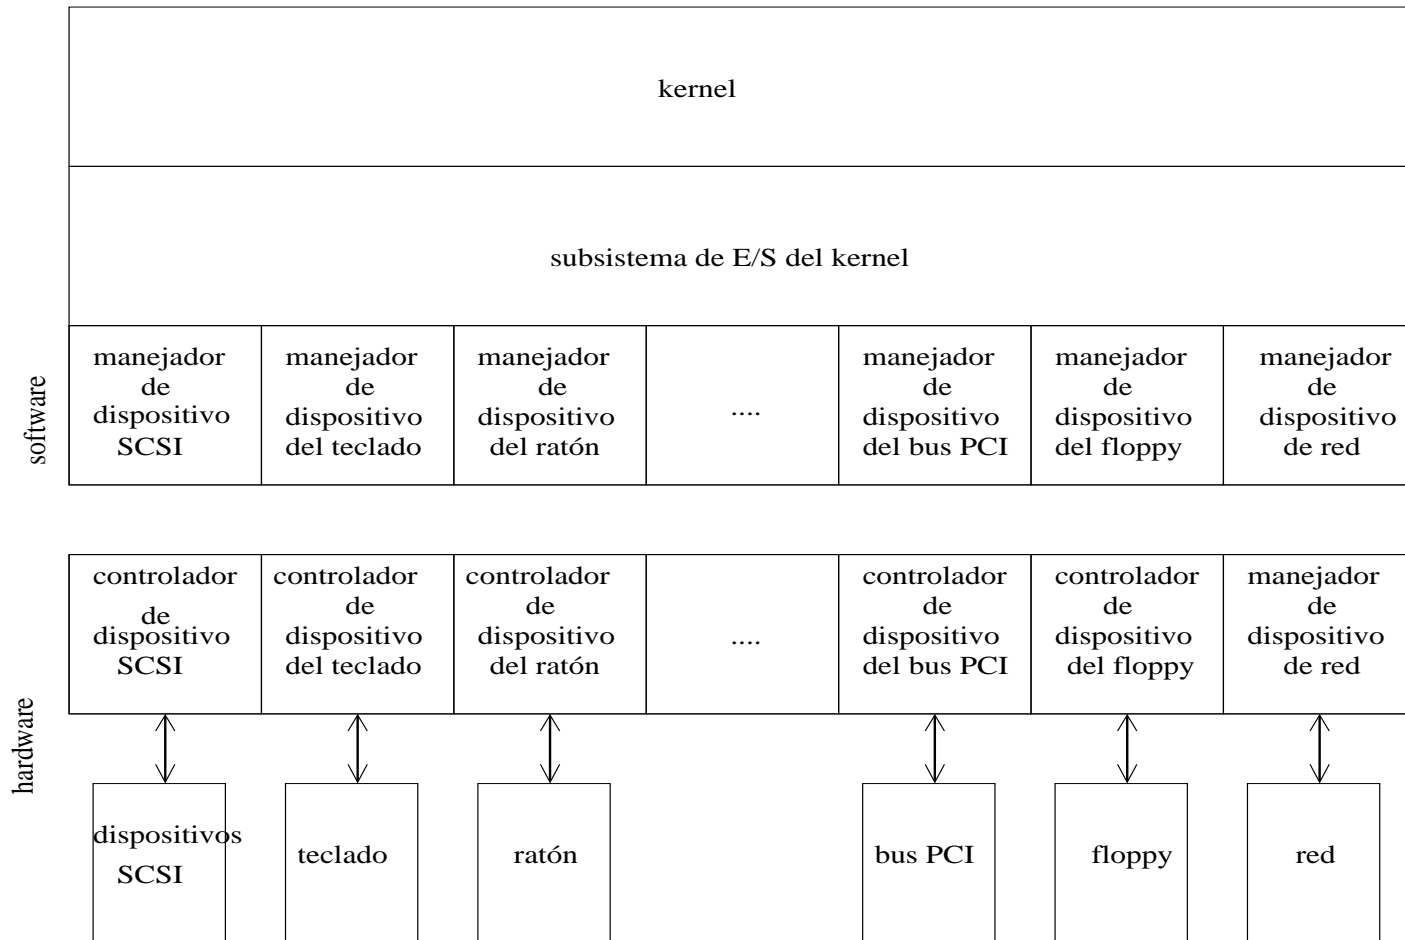 kernel
subsistema de E/S del kernel
software
manejador
de
dispositivo
SCSI
manejador
de
dispositivo
del teclado
manejador
de
dispositivo
del ratón
....
manejador
de
dispositivo
del bus PCI
manejador
de
dispositivo
del floppy
manejador
de
dispositivo
de red
hardware
controlador
de
dispositivo
SCSI
controlador
de
dispositivo
del teclado
controlador
de
dispositivo
del ratón
....
controlador
de
dispositivo
del bus PCI
controlador
de
dispositivo
del floppy
manejador
de
dispositivo
de red
dispositivos
SCSI
teclado
ratón
bus PCI
floppy
red